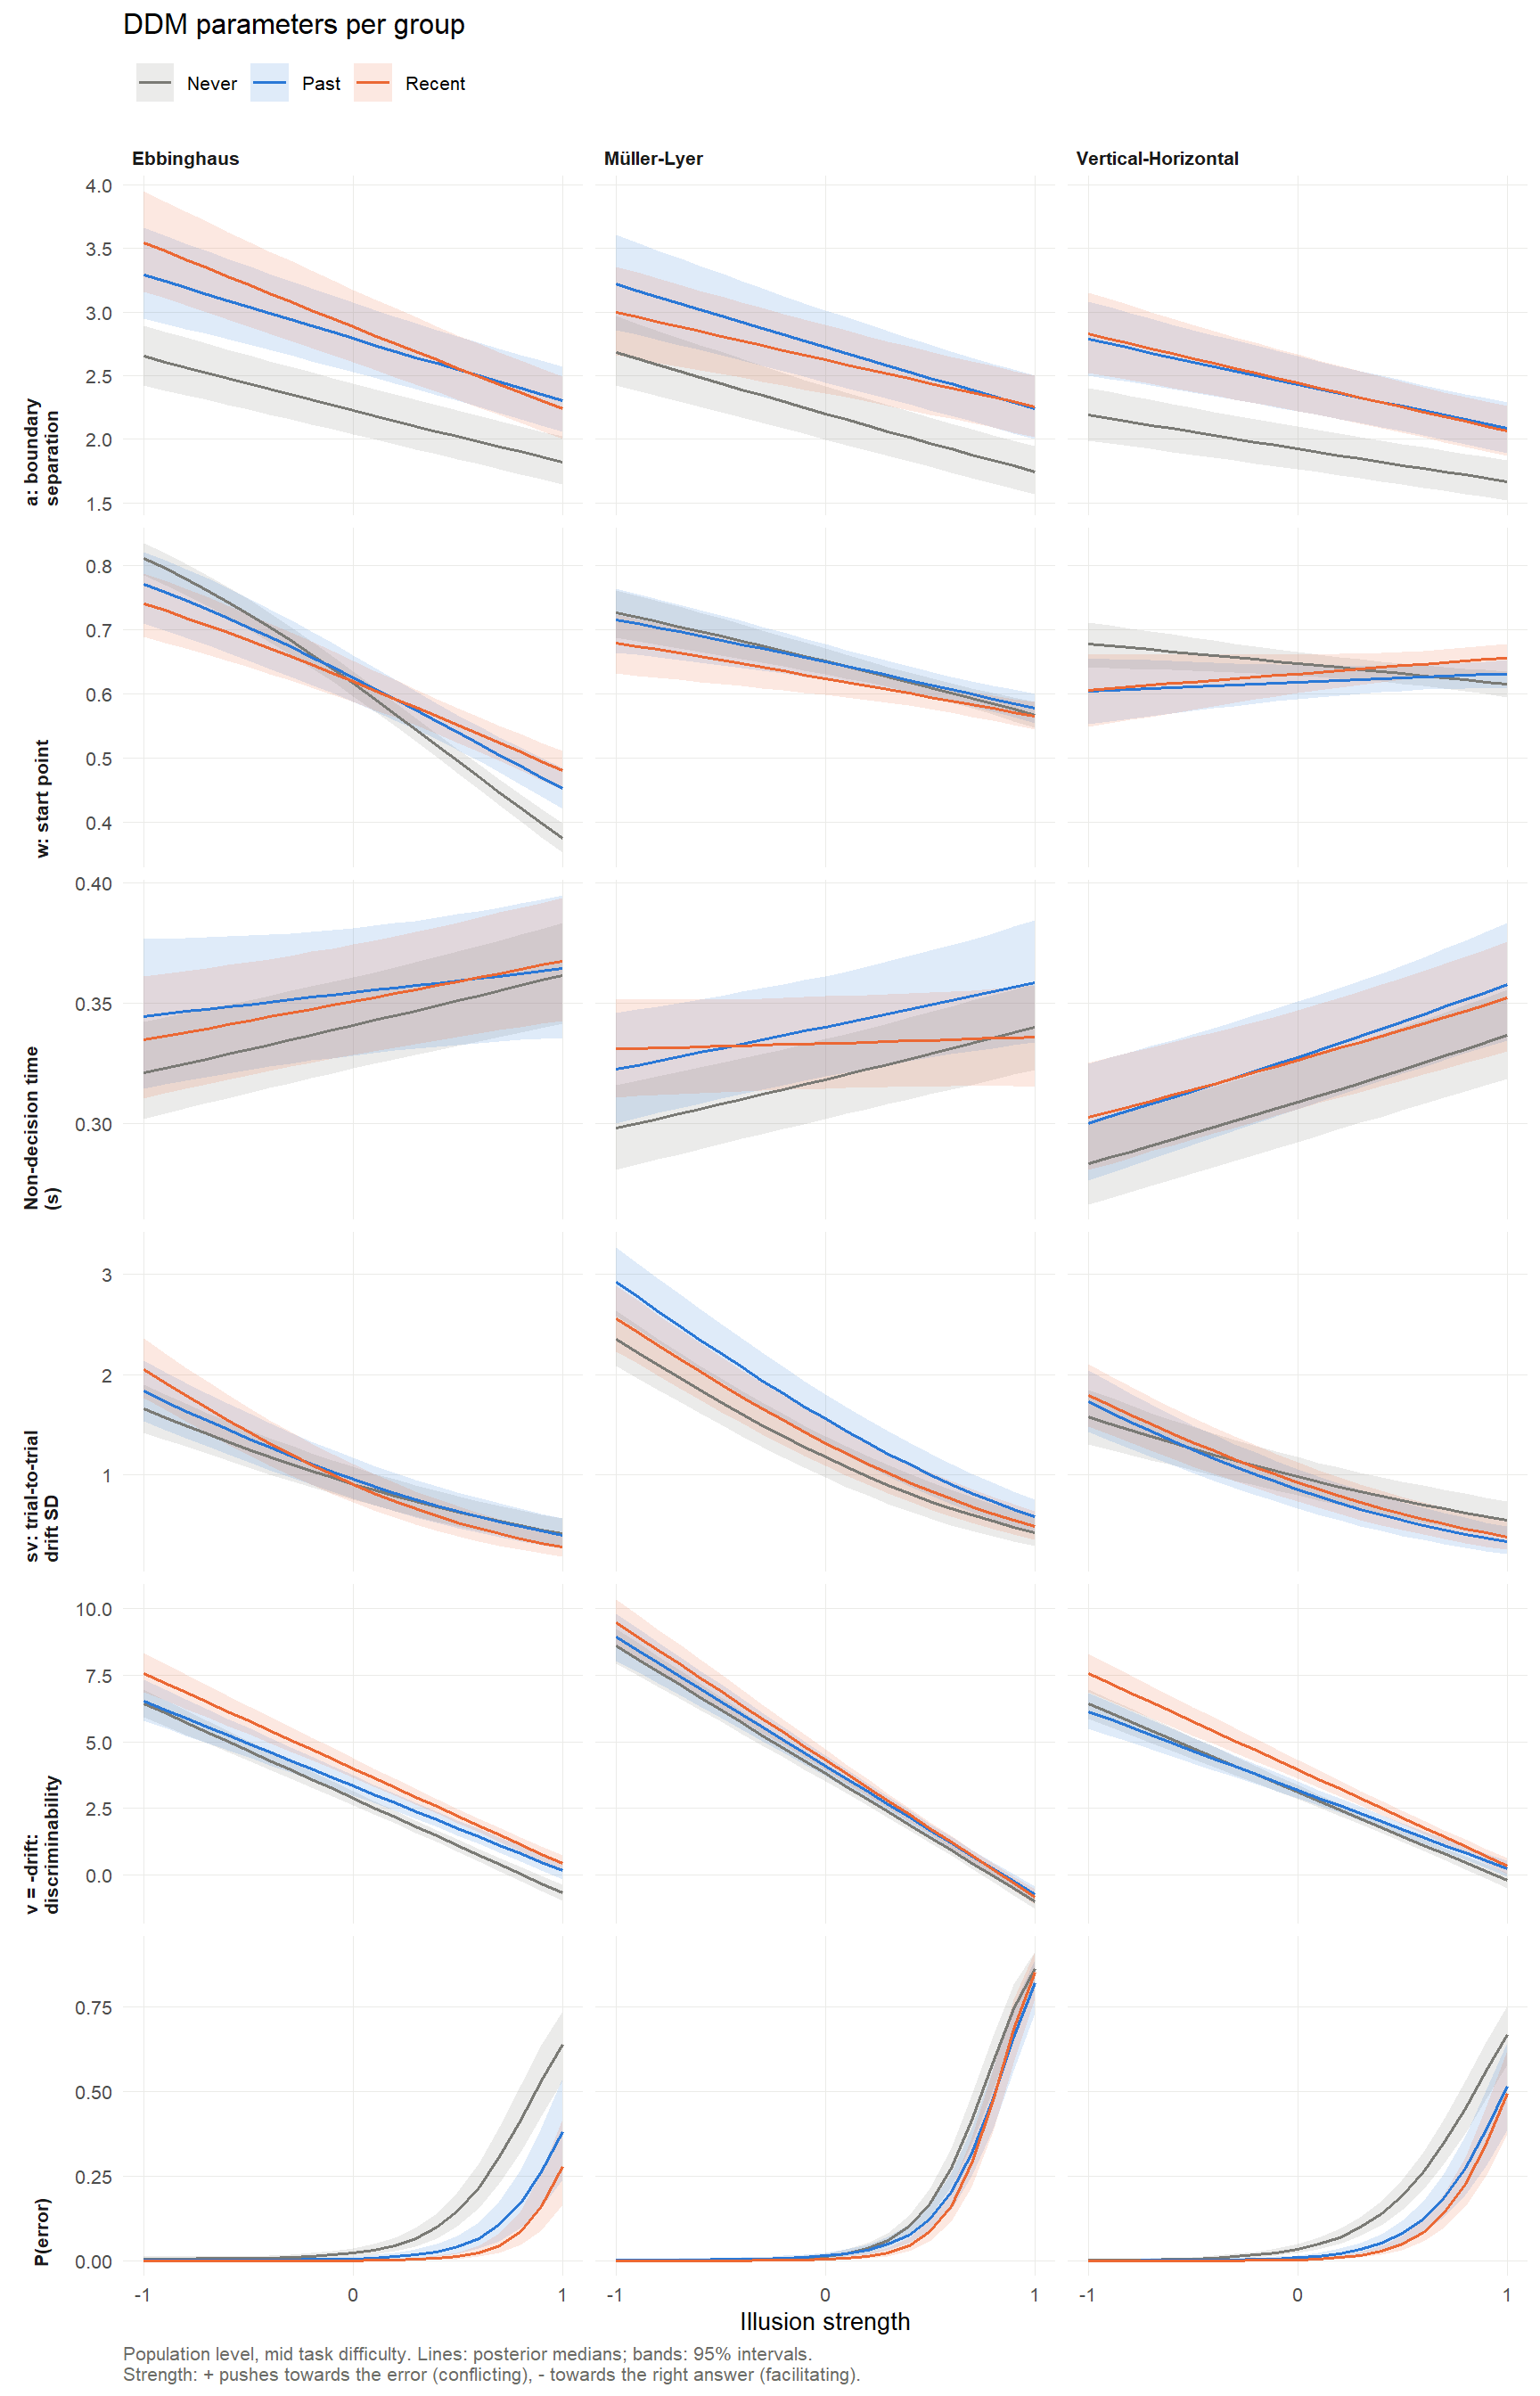 DDM parameters per group
Never Past Recent
Ebbinghaus Müller-Lyer Vertical-Horizontal
a: boundary
separation
4.0
3.5
3.0
2.5
2.0
1.5
w: start point
0.8
0.7
0.6
0.5
0.4
Non-decision time
(s)
0.40
0.35
0.30
sv: trial-to-trial
drift SD
3
2
1
v = -drift:
discriminability
10.0
7.5
5.0
2.5
0.0
P(error)
0.75
0.50
0.25
0.00
-1 0 1 -1 0 1 -1 0 1
Illusion strength
Population level, mid task difficulty. Lines: posterior medians; bands: 95% intervals.
Strength: + pushes towards the error (conflicting), - towards the right answer (facilitating).